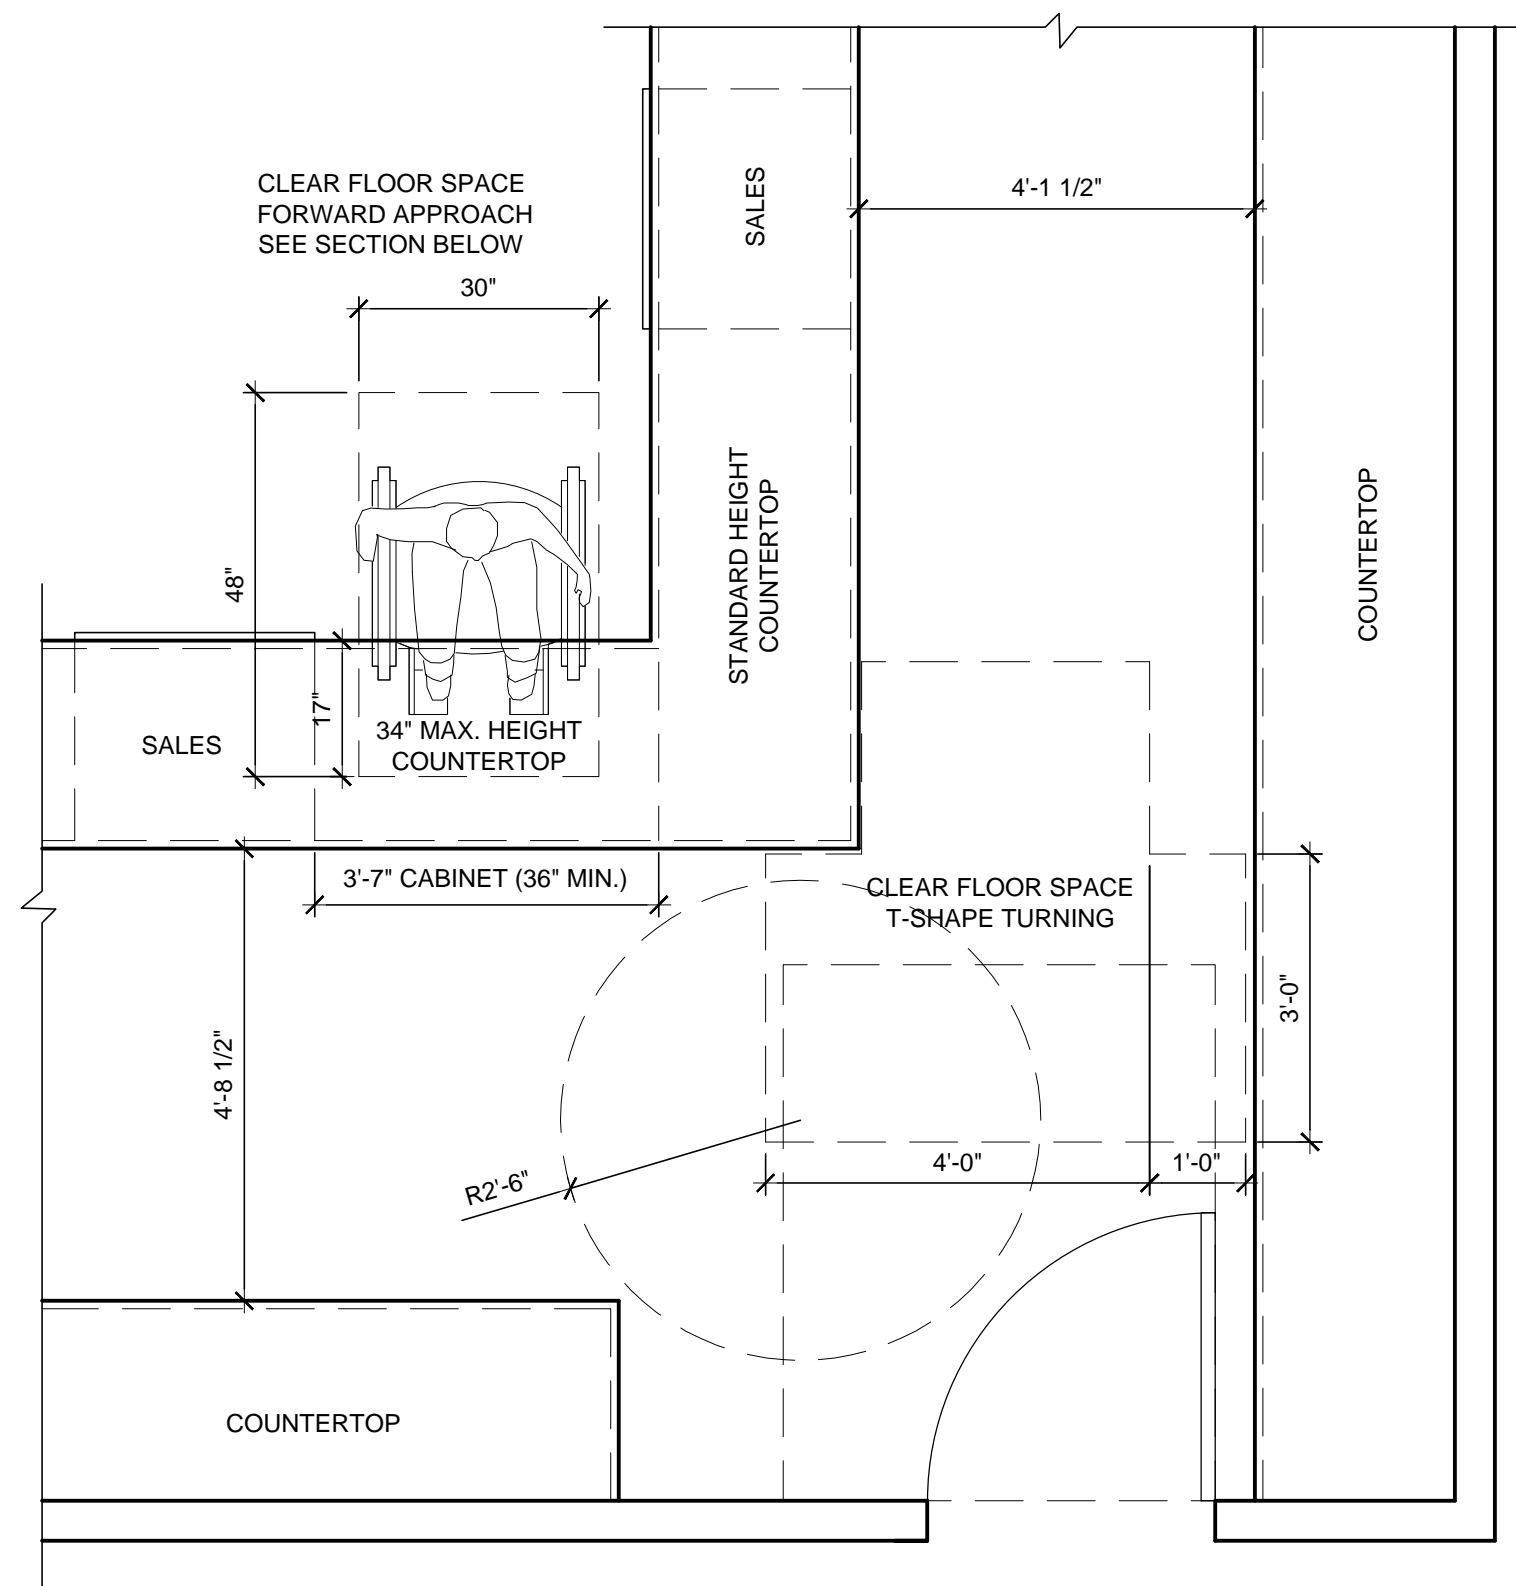 CLEAR FLOOR SPACE
FORWARD APPROACH
SEE SECTION BELOW
30"
48"
17"
SALES
4'-1 1/2"
STANDARD HEIGHT
COUNTERTOP
COUNTERTOP
SALES
34" MAX. HEIGHT
COUNTERTOP
3'-7" CABINET (36" MIN.)
CLEAR FLOOR SPACE
T-SHAPE TURNING
3'-0"
4'-8 1/2"
R2'-6"
4'-0"
1'-0"
COUNTERTOP